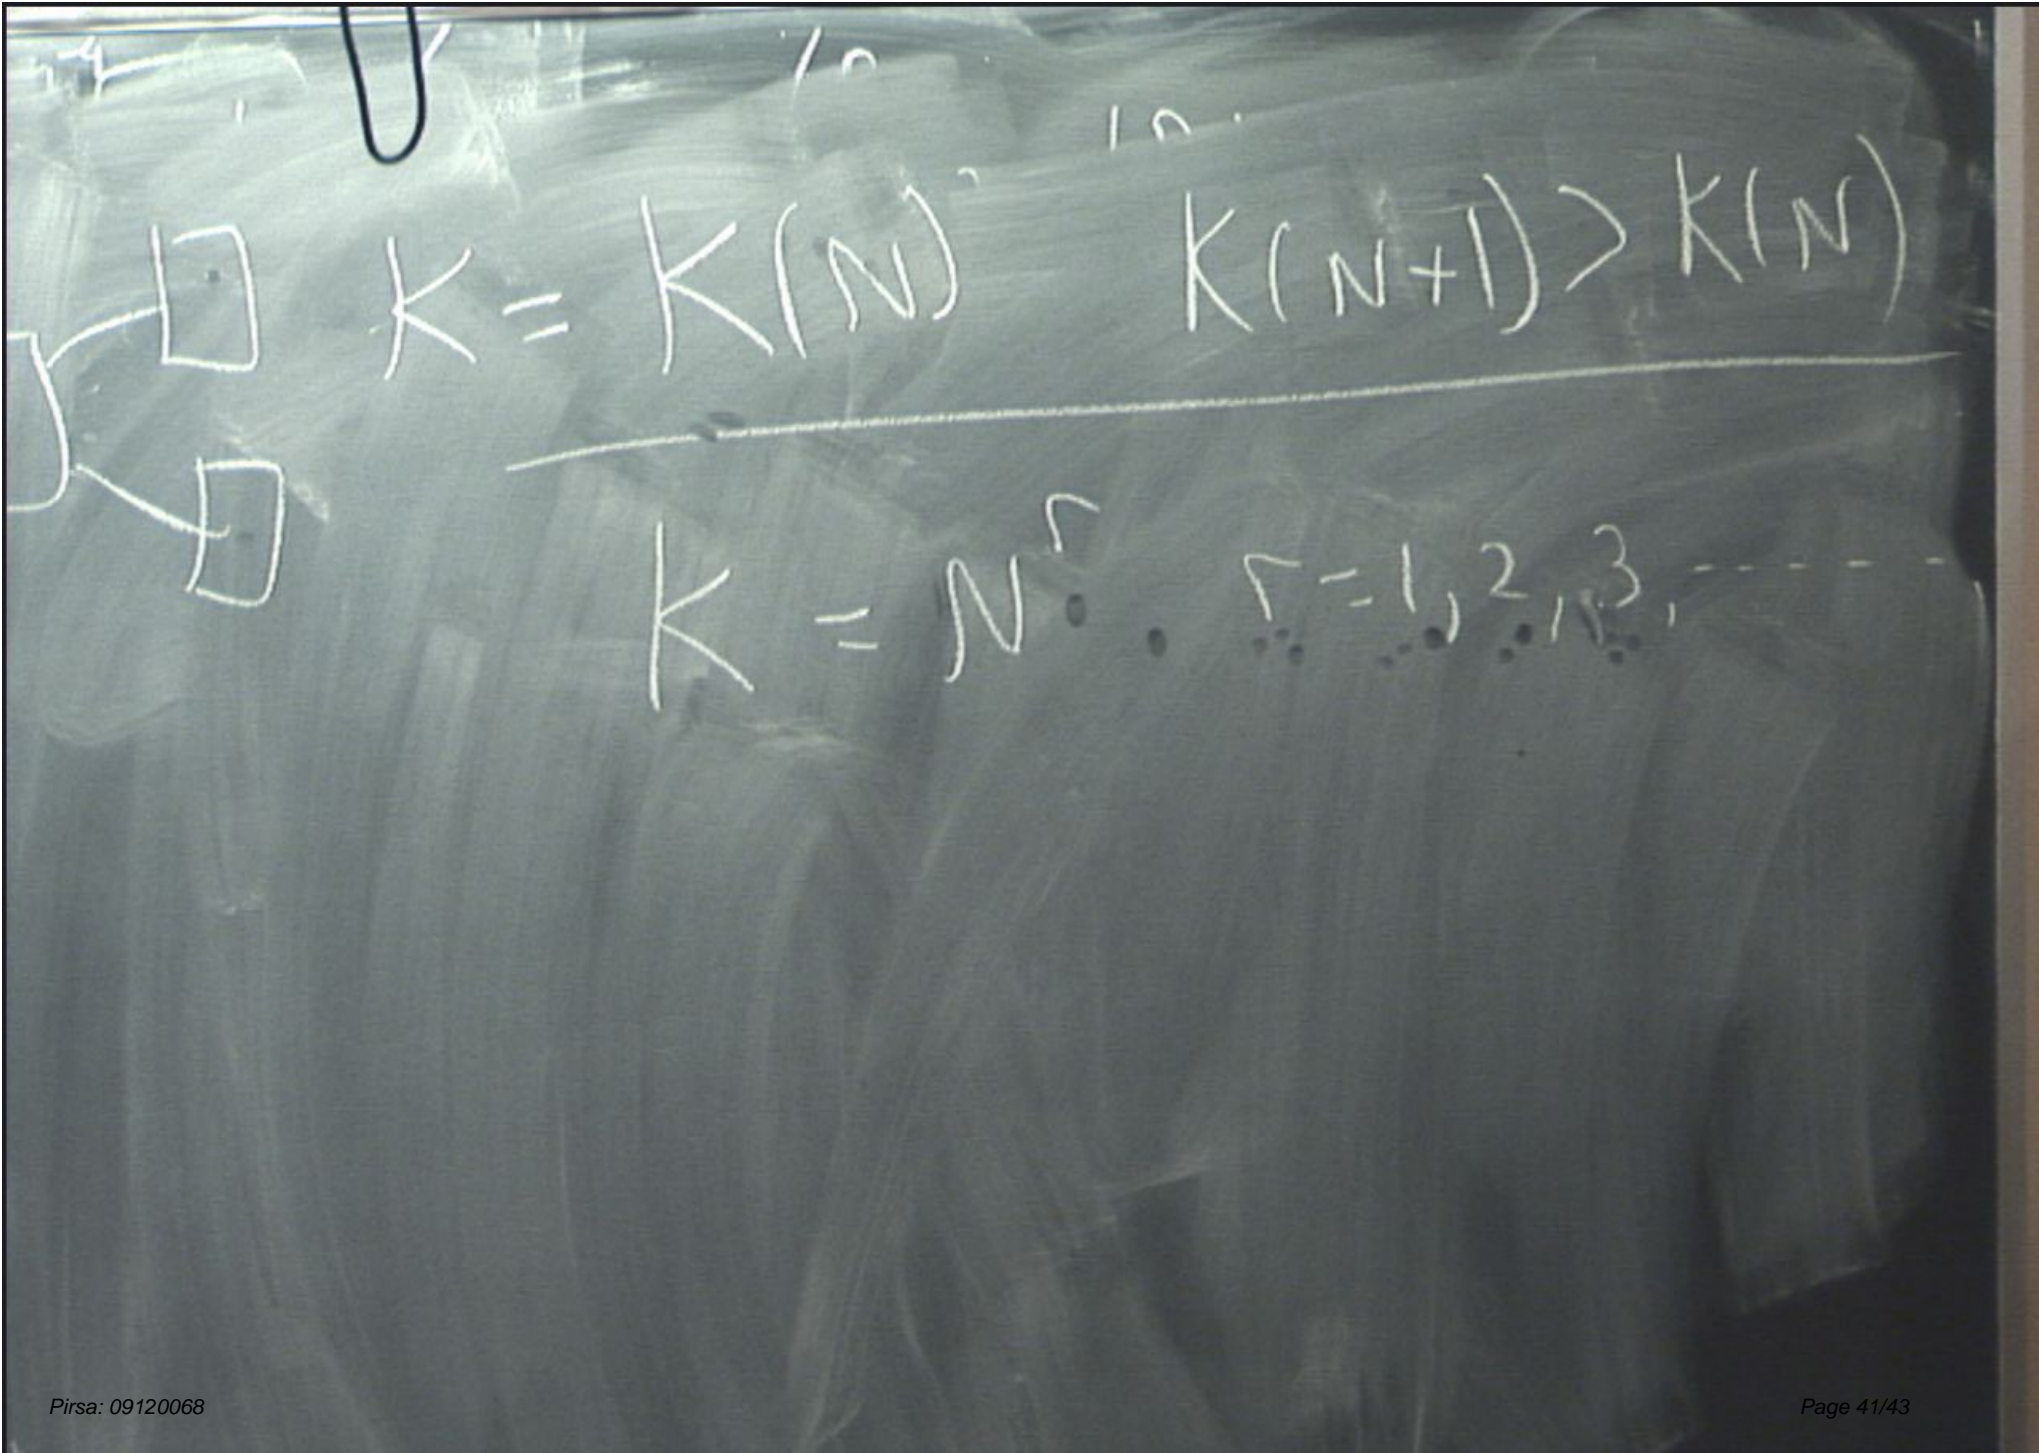 K = K(N) K(N+1) > K(N)
K = N^r r = 1, 2, 3, -----
Pirsa: 09120068
Page 41/43